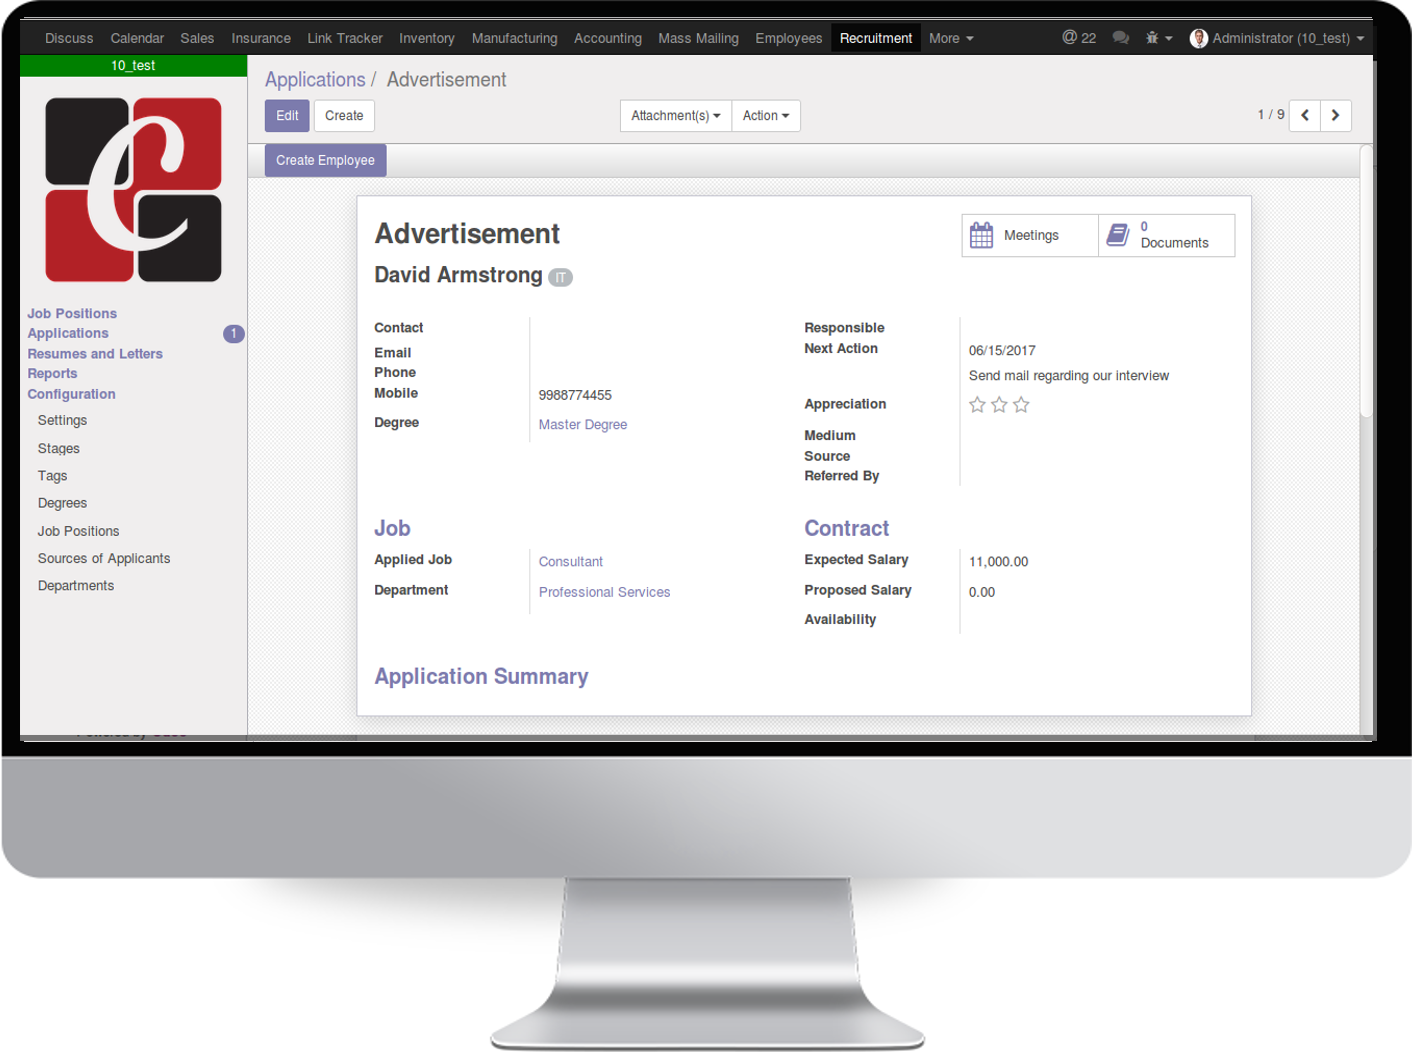 Discuss Calendar Sales Insurance Link Tracker Inventory Manufacturing Accounting Mass Mailing Employees Recruitment More @ 22 Administrator (10_test)
10_test
Applications / Advertisement
Edit Create Attachment(s) Action 1 / 9
Create Employee
C
Advertisement
Meetings
0
Documents
David Armstrong IT
Job Positions
Applications 1
Resumes and Letters
Reports
Configuration
Settings
Stages
Tags
Degrees
Job Positions
Sources of Applicants
Departments
Contact
Email
Phone
Mobile 9988774455
Degree Master Degree
Responsible
Next Action 06/15/2017
Send mail regarding our interview
Appreciation
Medium
Source
Referred By
Job
Applied Job Consultant
Department Professional Services
Contract
Expected Salary 11,000.00
Proposed Salary 0.00
Availability
Application Summary